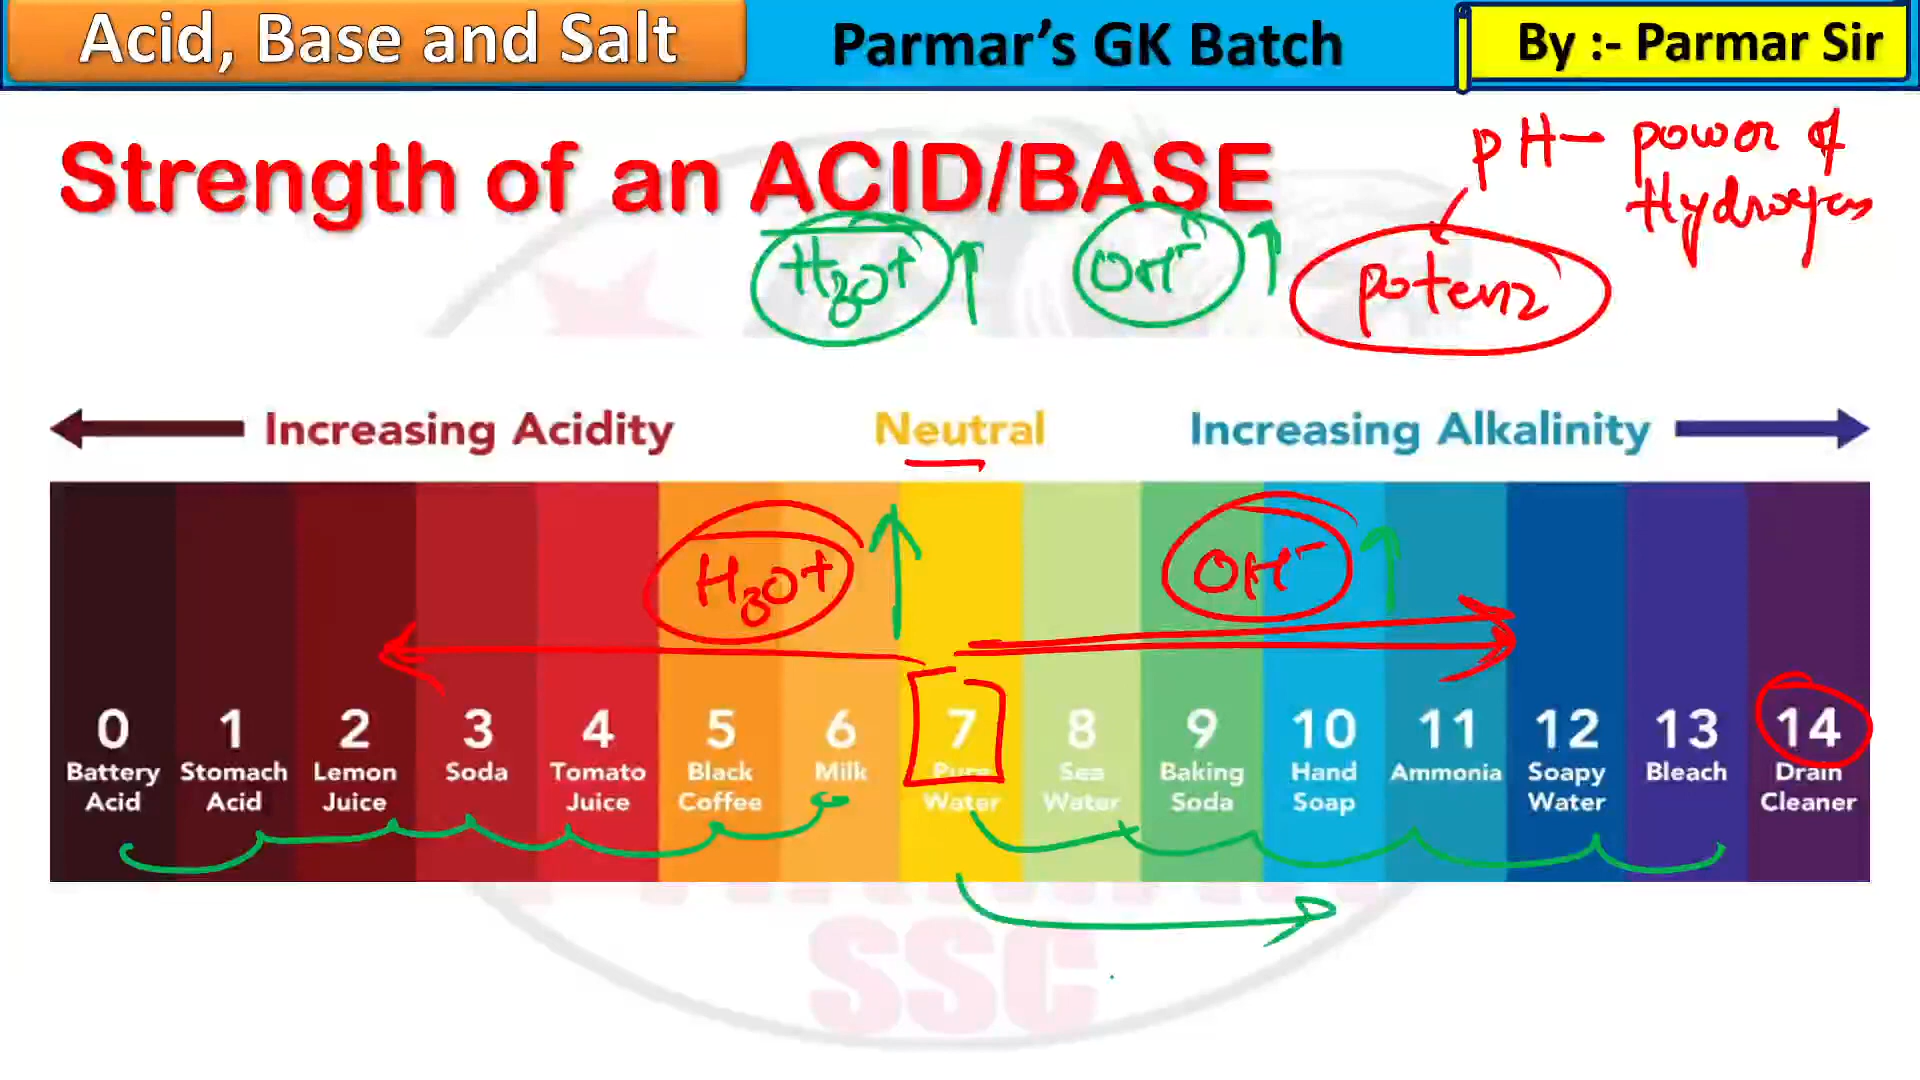 Acid, Base and Salt
Parmar's GK Batch
By :- Parmar Sir
Strength of an ACID/BASE
pH - power of
Hydrogen
H3O+
OH-
potenz
Increasing Acidity
Neutral
Increasing Alkalinity
H3O+
OH-
0 1 2 3 4 5 6 7 8 9 10 11 12 13 14
Battery Acid
Stomach Acid
Lemon Juice
Soda
Tomato Juice
Black Coffee
Milk
Pure Water
Sea Water
Baking Soda
Hand Soap
Ammonia
Soapy Water
Bleach
Drain Cleaner
SSC